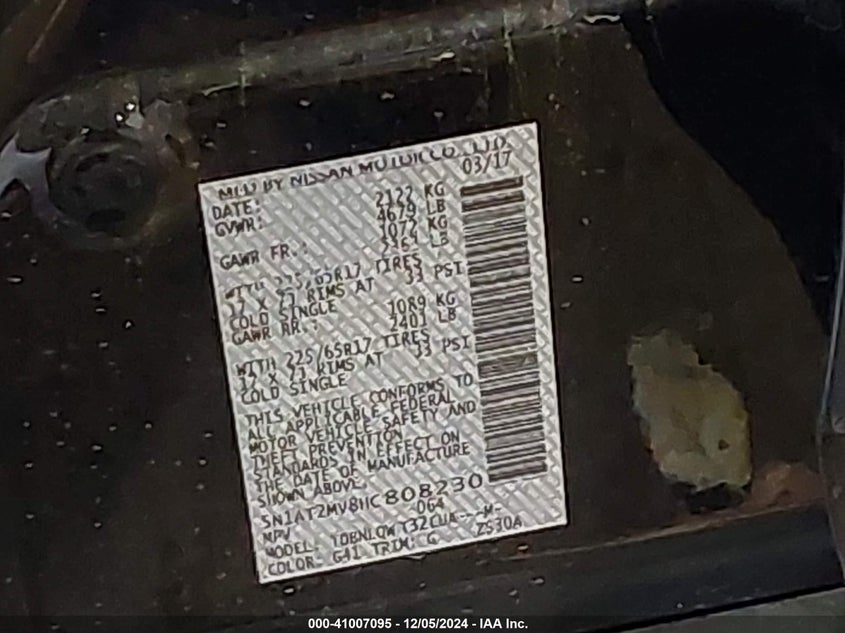 MFD BY NISSAN MOTOR CO., LTD.
DATE: 03/17
GVWR: 2122 KG
4679 LB
GAWR FR.: 1072 KG
LB
WITH 225/65R17 TIRES
17 X 7J RIMS AT 33 PSI
COLD SINGLE
GAWR RR.: 1089 KG
2401 LB
WITH 225/65R17 TIRES
17 X 7J RIMS AT 33 PSI
COLD SINGLE
THIS VEHICLE CONFORMS TO
ALL APPLICABLE FEDERAL
MOTOR VEHICLE SAFETY AND
THEFT PREVENTION
STANDARDS IN EFFECT ON
THE DATE OF MANUFACTURE
SHOWN ABOVE.
5N1AT2MV8HC808230
MPV 064
MODEL:
COLOR: G41 TRIM: G
000-41007095 - 12/05/2024 - IAA Inc.